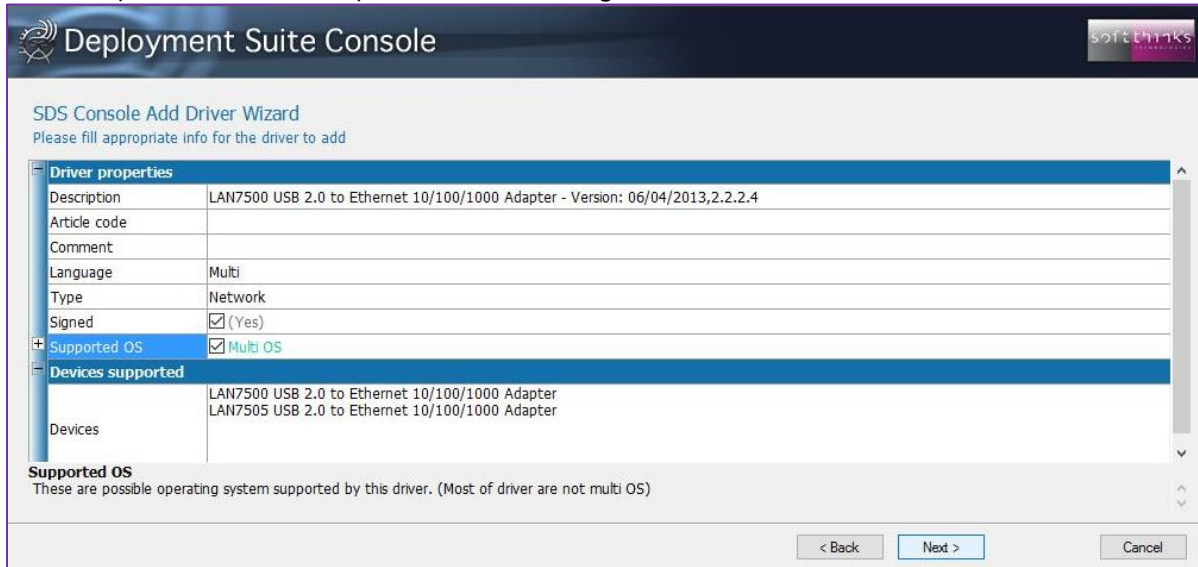 Deployment Suite Console
softthinks
TECHNOLOGIES
SDS Console Add Driver Wizard
Please fill appropriate info for the driver to add
Driver properties
Description LAN7500 USB 2.0 to Ethernet 10/100/1000 Adapter - Version: 06/04/2013,2.2.2.4
Article code
Comment
Language Multi
Type Network
Signed (Yes)
Supported OS Multi OS
Devices supported
LAN7500 USB 2.0 to Ethernet 10/100/1000 Adapter
LAN7505 USB 2.0 to Ethernet 10/100/1000 Adapter
Devices
Supported OS
These are possible operating system supported by this driver. (Most of driver are not multi OS)
< Back Next > Cancel